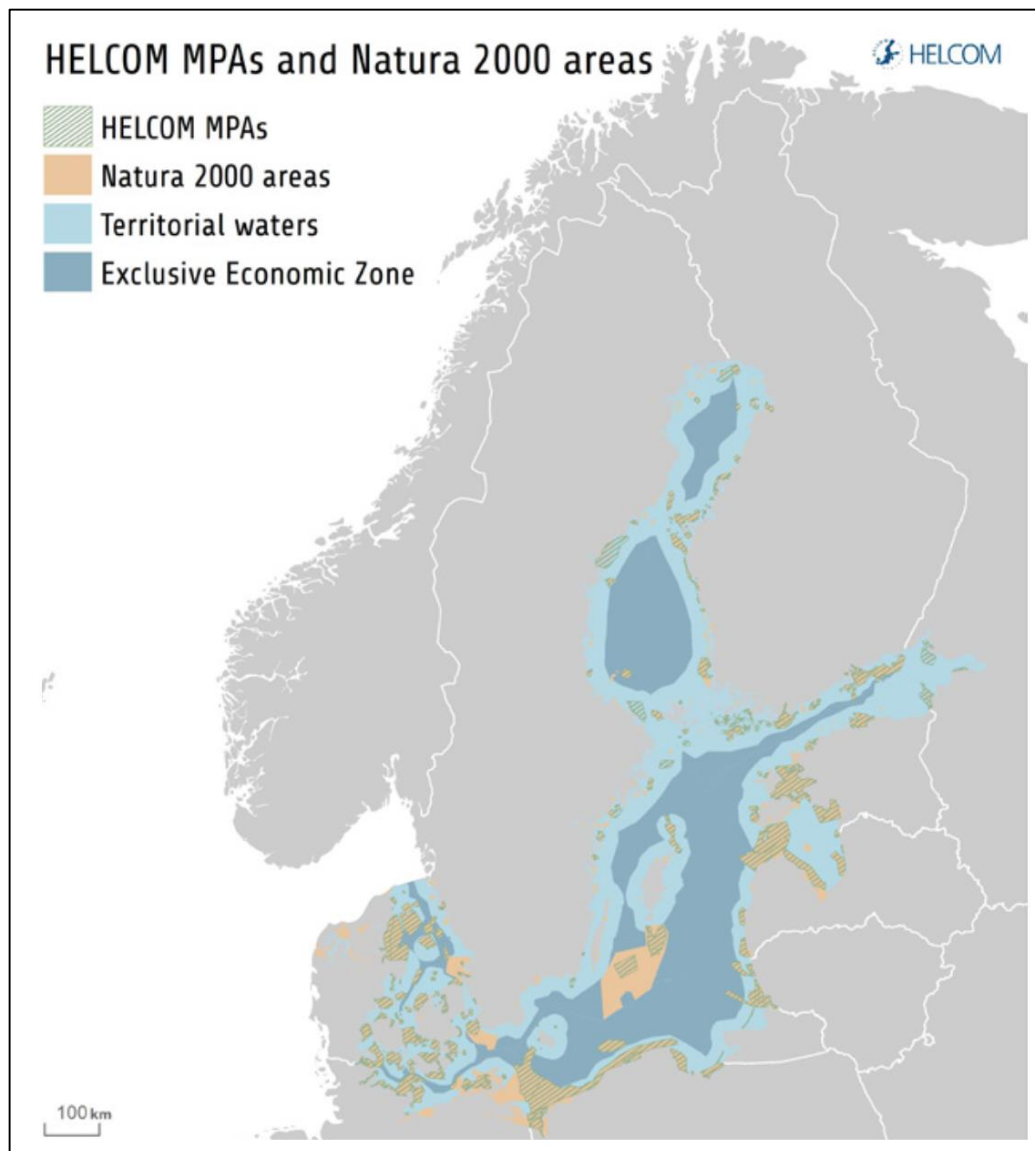 HELCOM MPAs and Natura 2000 areas
HELCOM
HELCOM MPAs
Natura 2000 areas
Territorial waters
Exclusive Economic Zone
100 km